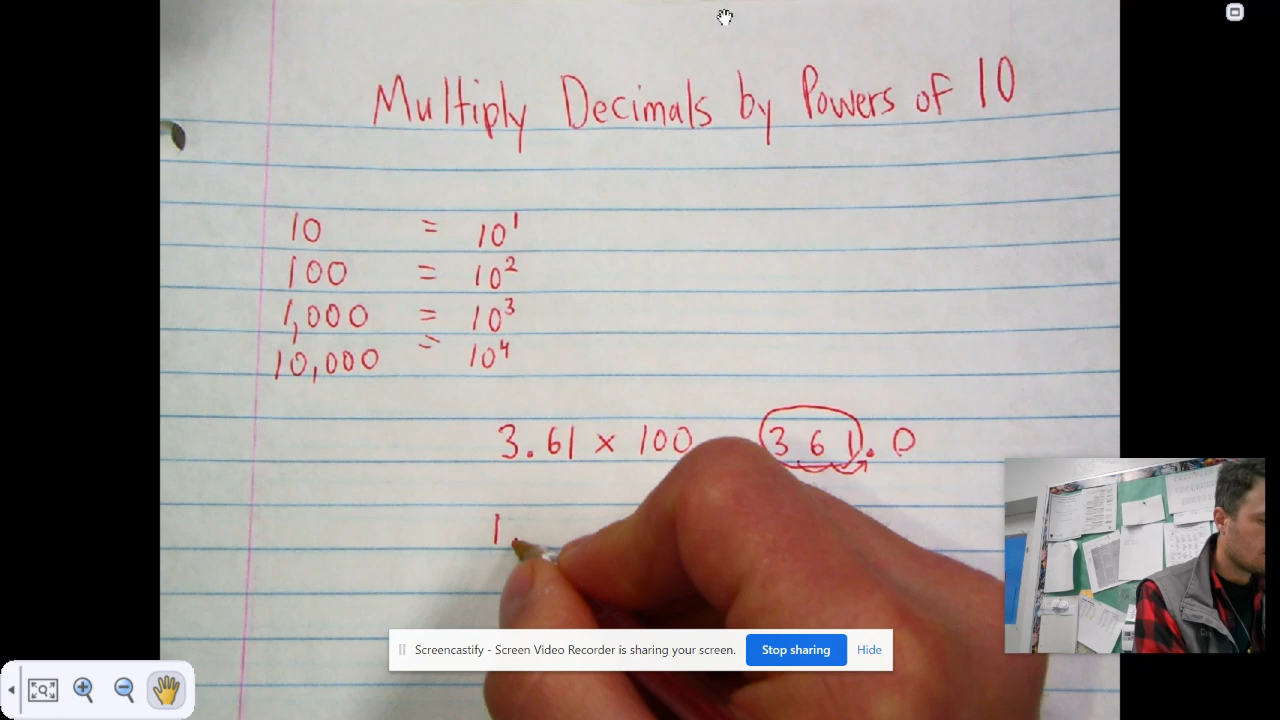 Multiply Decimals by Powers of 10
10 = 10¹
100 = 10²
1,000 = 10³
10,000 = 10⁴
3.61 x 100 361.0
1.
Screencastify - Screen Video Recorder is sharing your screen. Stop sharing Hide